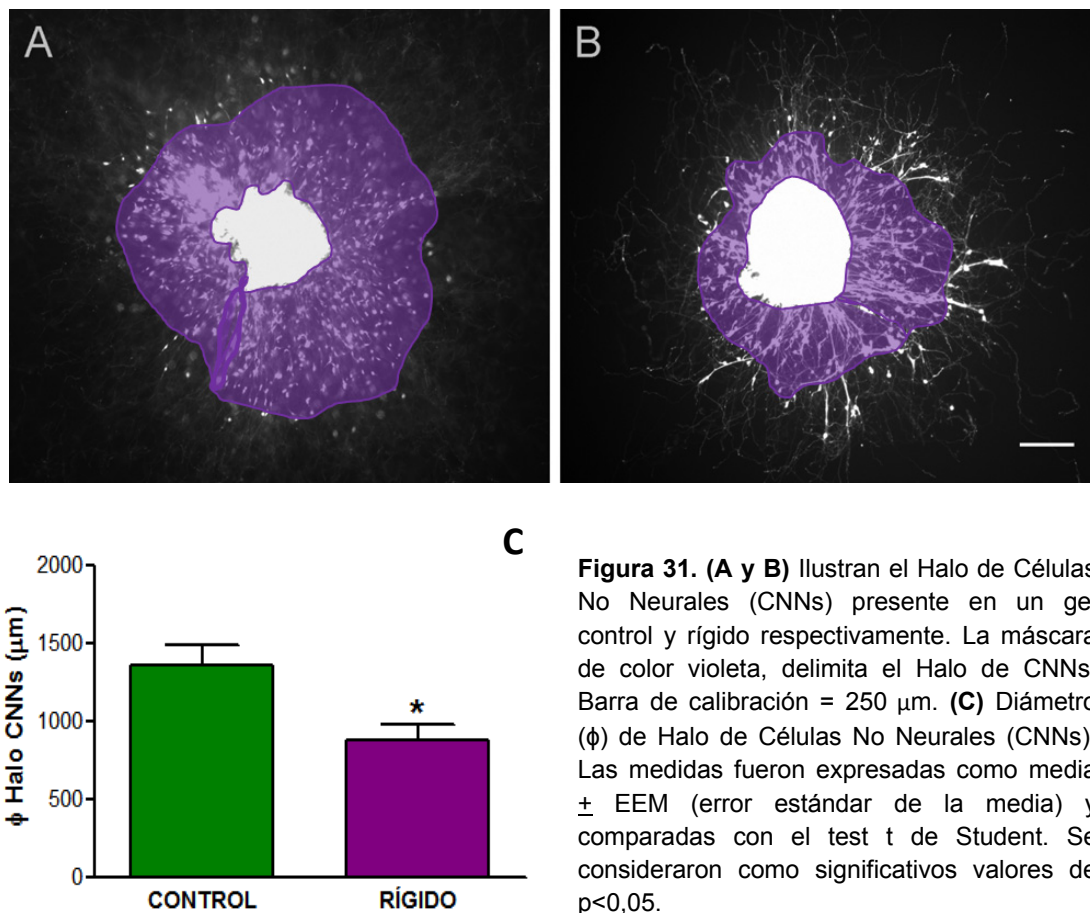 A
B
C
2000
1500
1000
500
0
ϕ Halo CNNs (µm)
*
CONTROL
RÍGIDO
Figura 31. (A y B) Ilustran el Halo de Células
No Neurales (CNNs) presente en un ge
control y rígido respectivamente. La máscara
de color violeta, delimita el Halo de CNNs
Barra de calibración = 250 µm. (C) Diámetro
(ϕ) de Halo de Células No Neurales (CNNs)
Las medidas fueron expresadas como media
± EEM (error estándar de la media) y
comparadas con el test t de Student. Se
consideraron como significativos valores de
p<0,05.